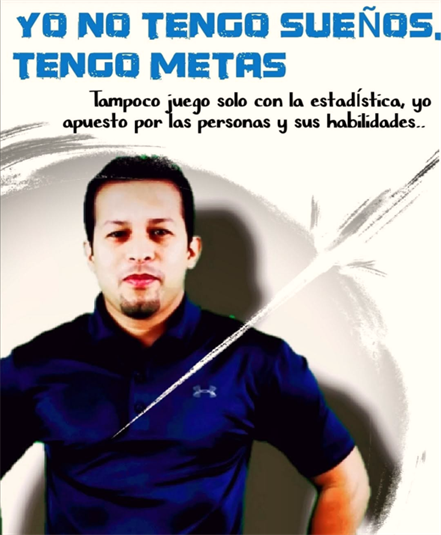 YO NO TENGO SUEÑOS,
TENGO METAS
Tampoco juego solo con la estadística, yo
apuesto por las personas y sus habilidades..